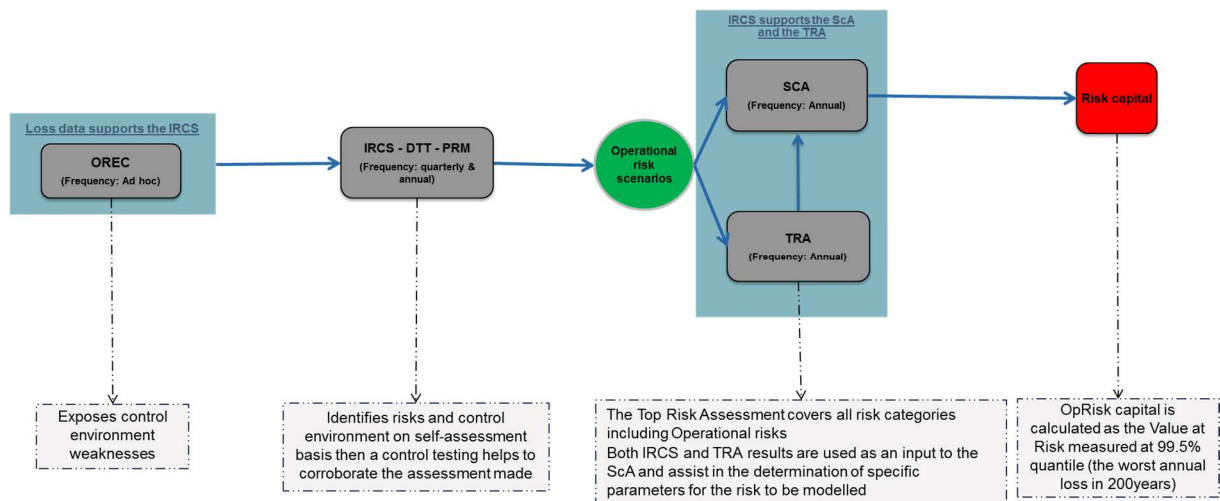 IRCS supports the ScA
and the TRA
SCA
(Frequency: Annual)
Risk capital
Loss data supports the IRCS
OREC
(Frequency: Ad hoc)
IRCS - DTT - PRM
(Frequency: quarterly &
annual)
Operational
risk
scenarios
TRA
(Frequency: Annual)
Exposes control
environment
weaknesses
Identifies risks and control
environment on self-assessment
basis then a control testing helps to
corroborate the assessment made
The Top Risk Assessment covers all risk categories
including Operational risks
Both IRCS and TRA results are used as an input to the
ScA and assist in the determination of specific
parameters for the risk to be modelled
OpRisk capital is
calculated as the Value at
Risk measured at 99.5%
quantile (the worst annual
loss in 200years)